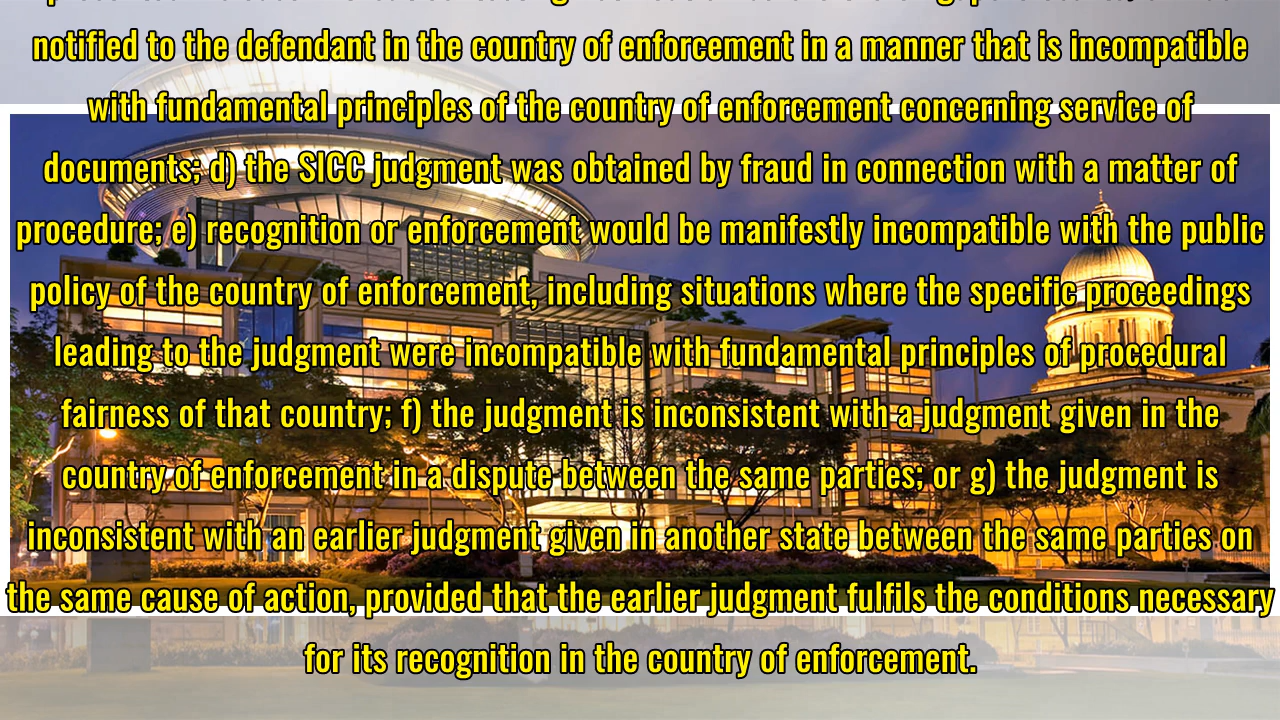 notified to the defendant in the country of enforcement in a manner that is incompatible
with fundamental principles of the country of enforcement concerning service of
documents; d) the SICC judgment was obtained by fraud in connection with a matter of
procedure; e) recognition or enforcement would be manifestly incompatible with the public
policy of the country of enforcement, including situations where the specific proceedings
leading to the judgment were incompatible with fundamental principles of procedural
fairness of that country; f) the judgment is inconsistent with a judgment given in the
country of enforcement in a dispute between the same parties; or g) the judgment is
inconsistent with an earlier judgment given in another state between the same parties on
the same cause of action, provided that the earlier judgment fulfils the conditions necessary
for its recognition in the country of enforcement.